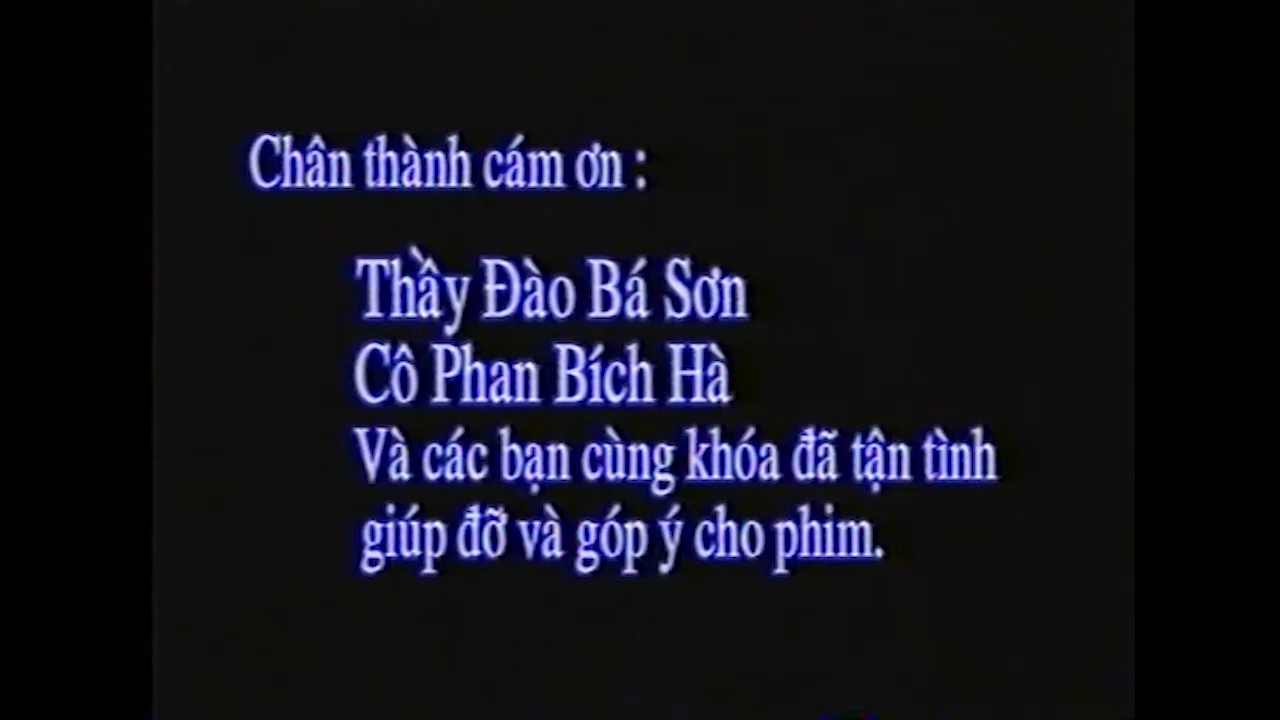 Chân thành cám ơn :
Thầy Đào Bá Sơn
Cô Phan Bích Hà
Và các bạn cùng khóa đã tận tình
giúp đỡ và góp ý cho phim.